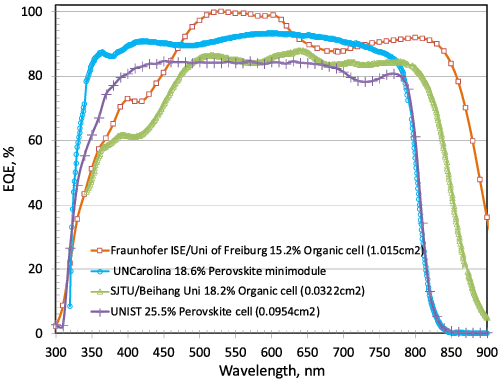 100
80
60
40
20
0
EQE, %
Fraunhofer ISE/Uni of Freiburg 15.2% Organic cell (1.015cm2)
UNCarolina 18.6% Perovskite minimodule
SJTU/Beihang Uni 18.2% Organic cell (0.0322cm2)
UNIST 25.5% Perovskite cell (0.0954cm2)
300 350 400 450 500 550 600 650 700 750 800 850 900
Wavelength, nm